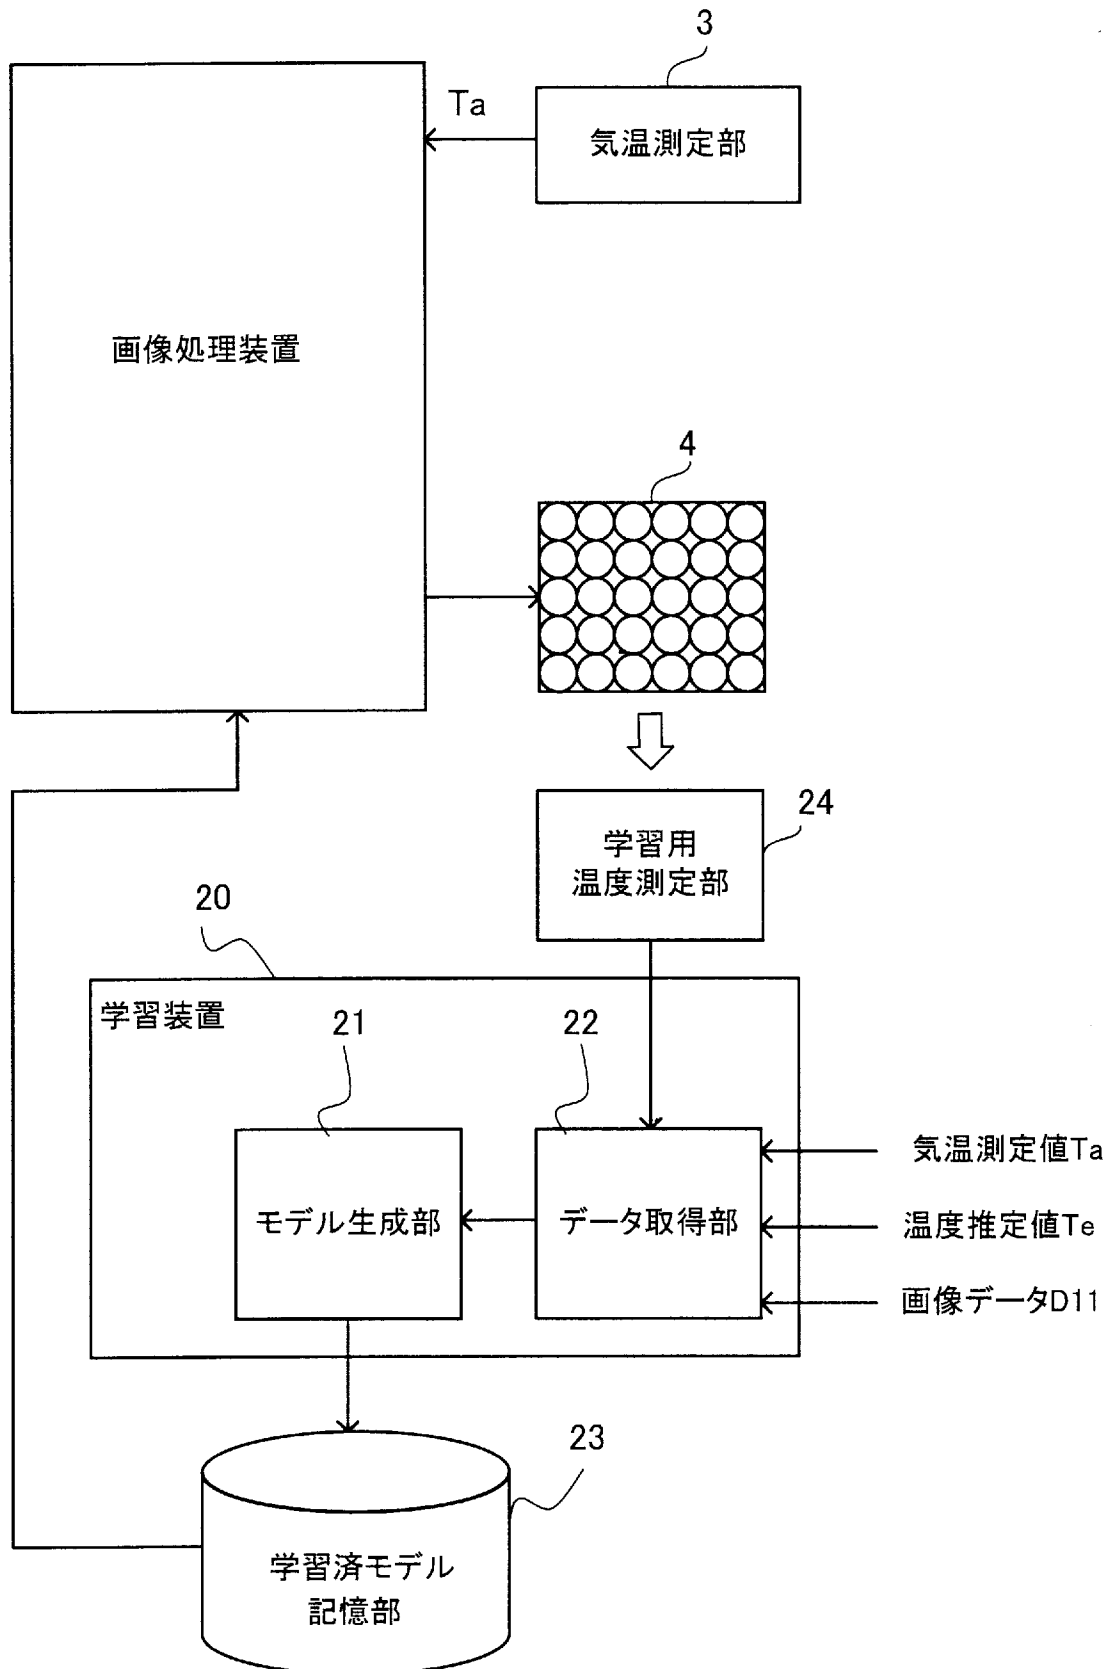 3
Ta
気温測定部
画像処理装置
4
24
学習用
温度測定部
20
学習装置
21
22
気温測定値Ta
モデル生成部
データ取得部
温度推定値Te
画像データD11
23
学習済モデル
記憶部